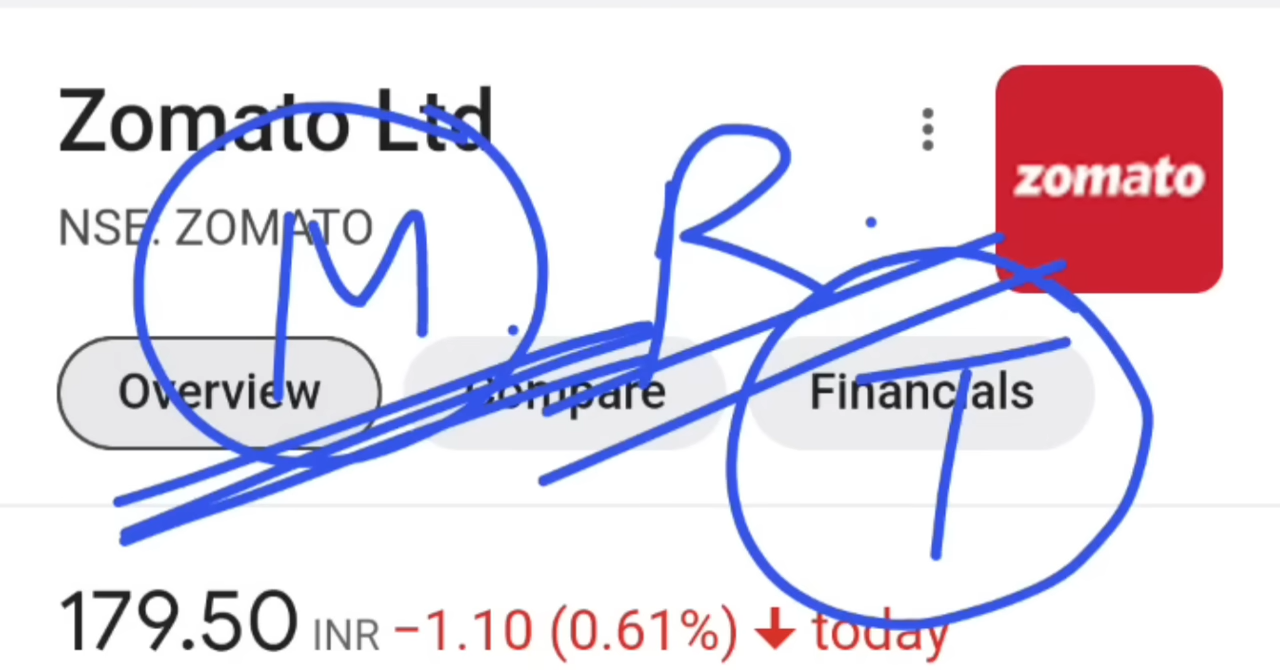 Zomato Ltd
zomato
NSE: ZOMATO
M. R. T
Overview Compare Financials
179.50 INR −1.10 (0.61%) ↓ today